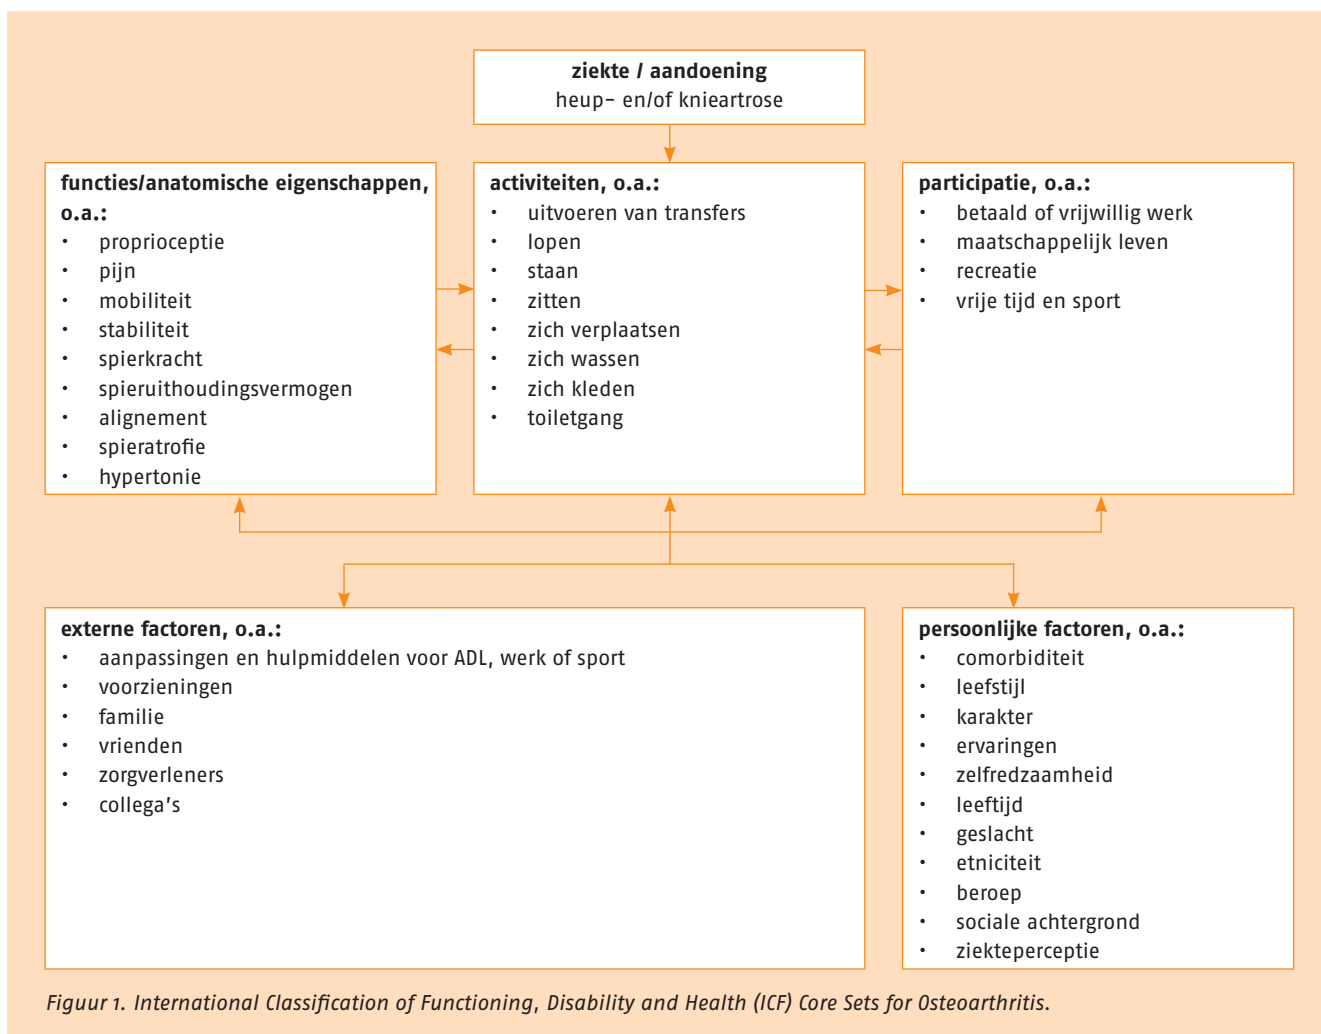 ziekte / aandoening
heup- en/of knieartrose
functies/anatomische eigenschappen,
o.a.:
• proprioceptie
• pijn
• mobiliteit
• stabiliteit
• spierkracht
• spieruithoudingsvermogen
• alignement
• spieratrofie
• hypertonie
activiteiten, o.a.:
• uitvoeren van transfers
• lopen
• staan
• zitten
• zich verplaatsen
• zich wassen
• zich kleden
• toiletgang
participatie, o.a.:
• betaald of vrijwillig werk
• maatschappelijk leven
• recreatie
• vrije tijd en sport
externe factoren, o.a.:
• aanpassingen en hulpmiddelen voor ADL, werk of sport
• voorzieningen
• familie
• vrienden
• zorgverleners
• collega's
persoonlijke factoren, o.a.:
• comorbiditeit
• leefstijl
• karakter
• ervaringen
• zelfredzaamheid
• leeftijd
• geslacht
• etniciteit
• beroep
• sociale achtergrond
• ziekteperceptie
Figuur 1. International Classification of Functioning, Disability and Health (ICF) Core Sets for Osteoarthritis.